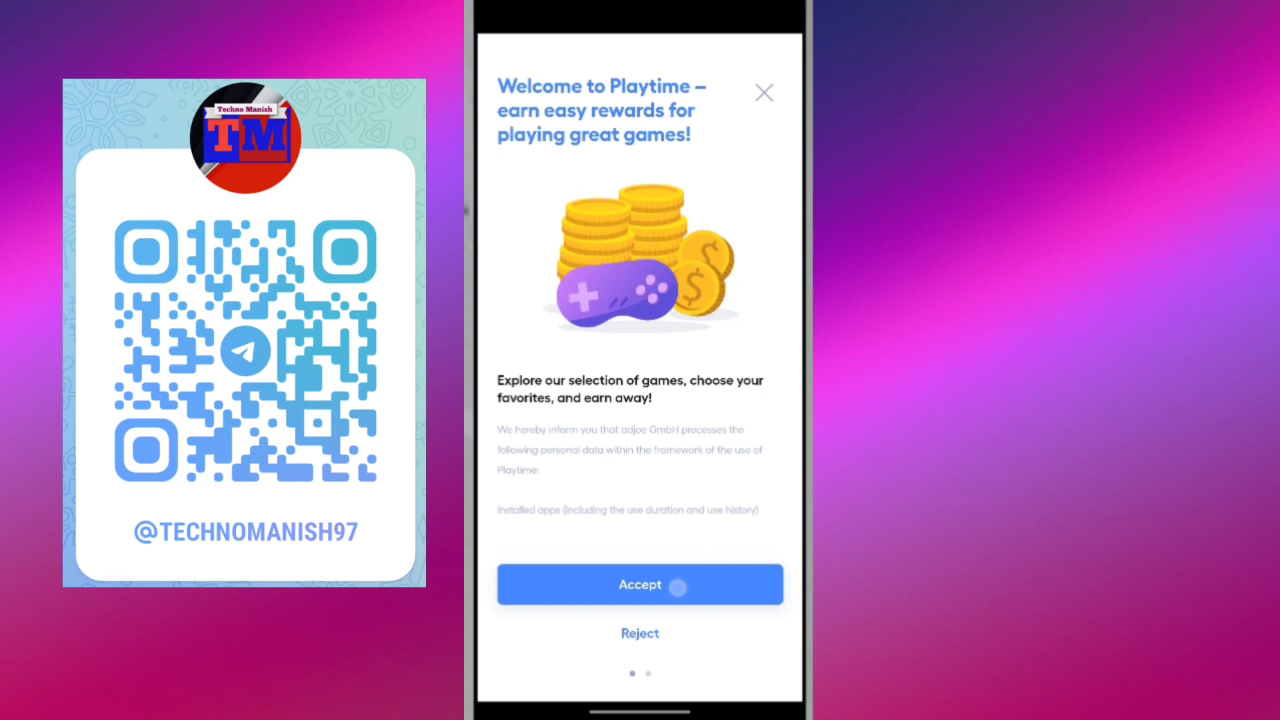 Techno Manish
TM
@TECHNOMANISH97
Welcome to Playtime –
earn easy rewards for
playing great games!
Explore our selection of games, choose your
favorites, and earn away!
We hereby inform you that adjoe GmbH processes the
following personal data within the framework of the use of
Playtime:
Installed apps (including the use duration and use history)
Accept
Reject